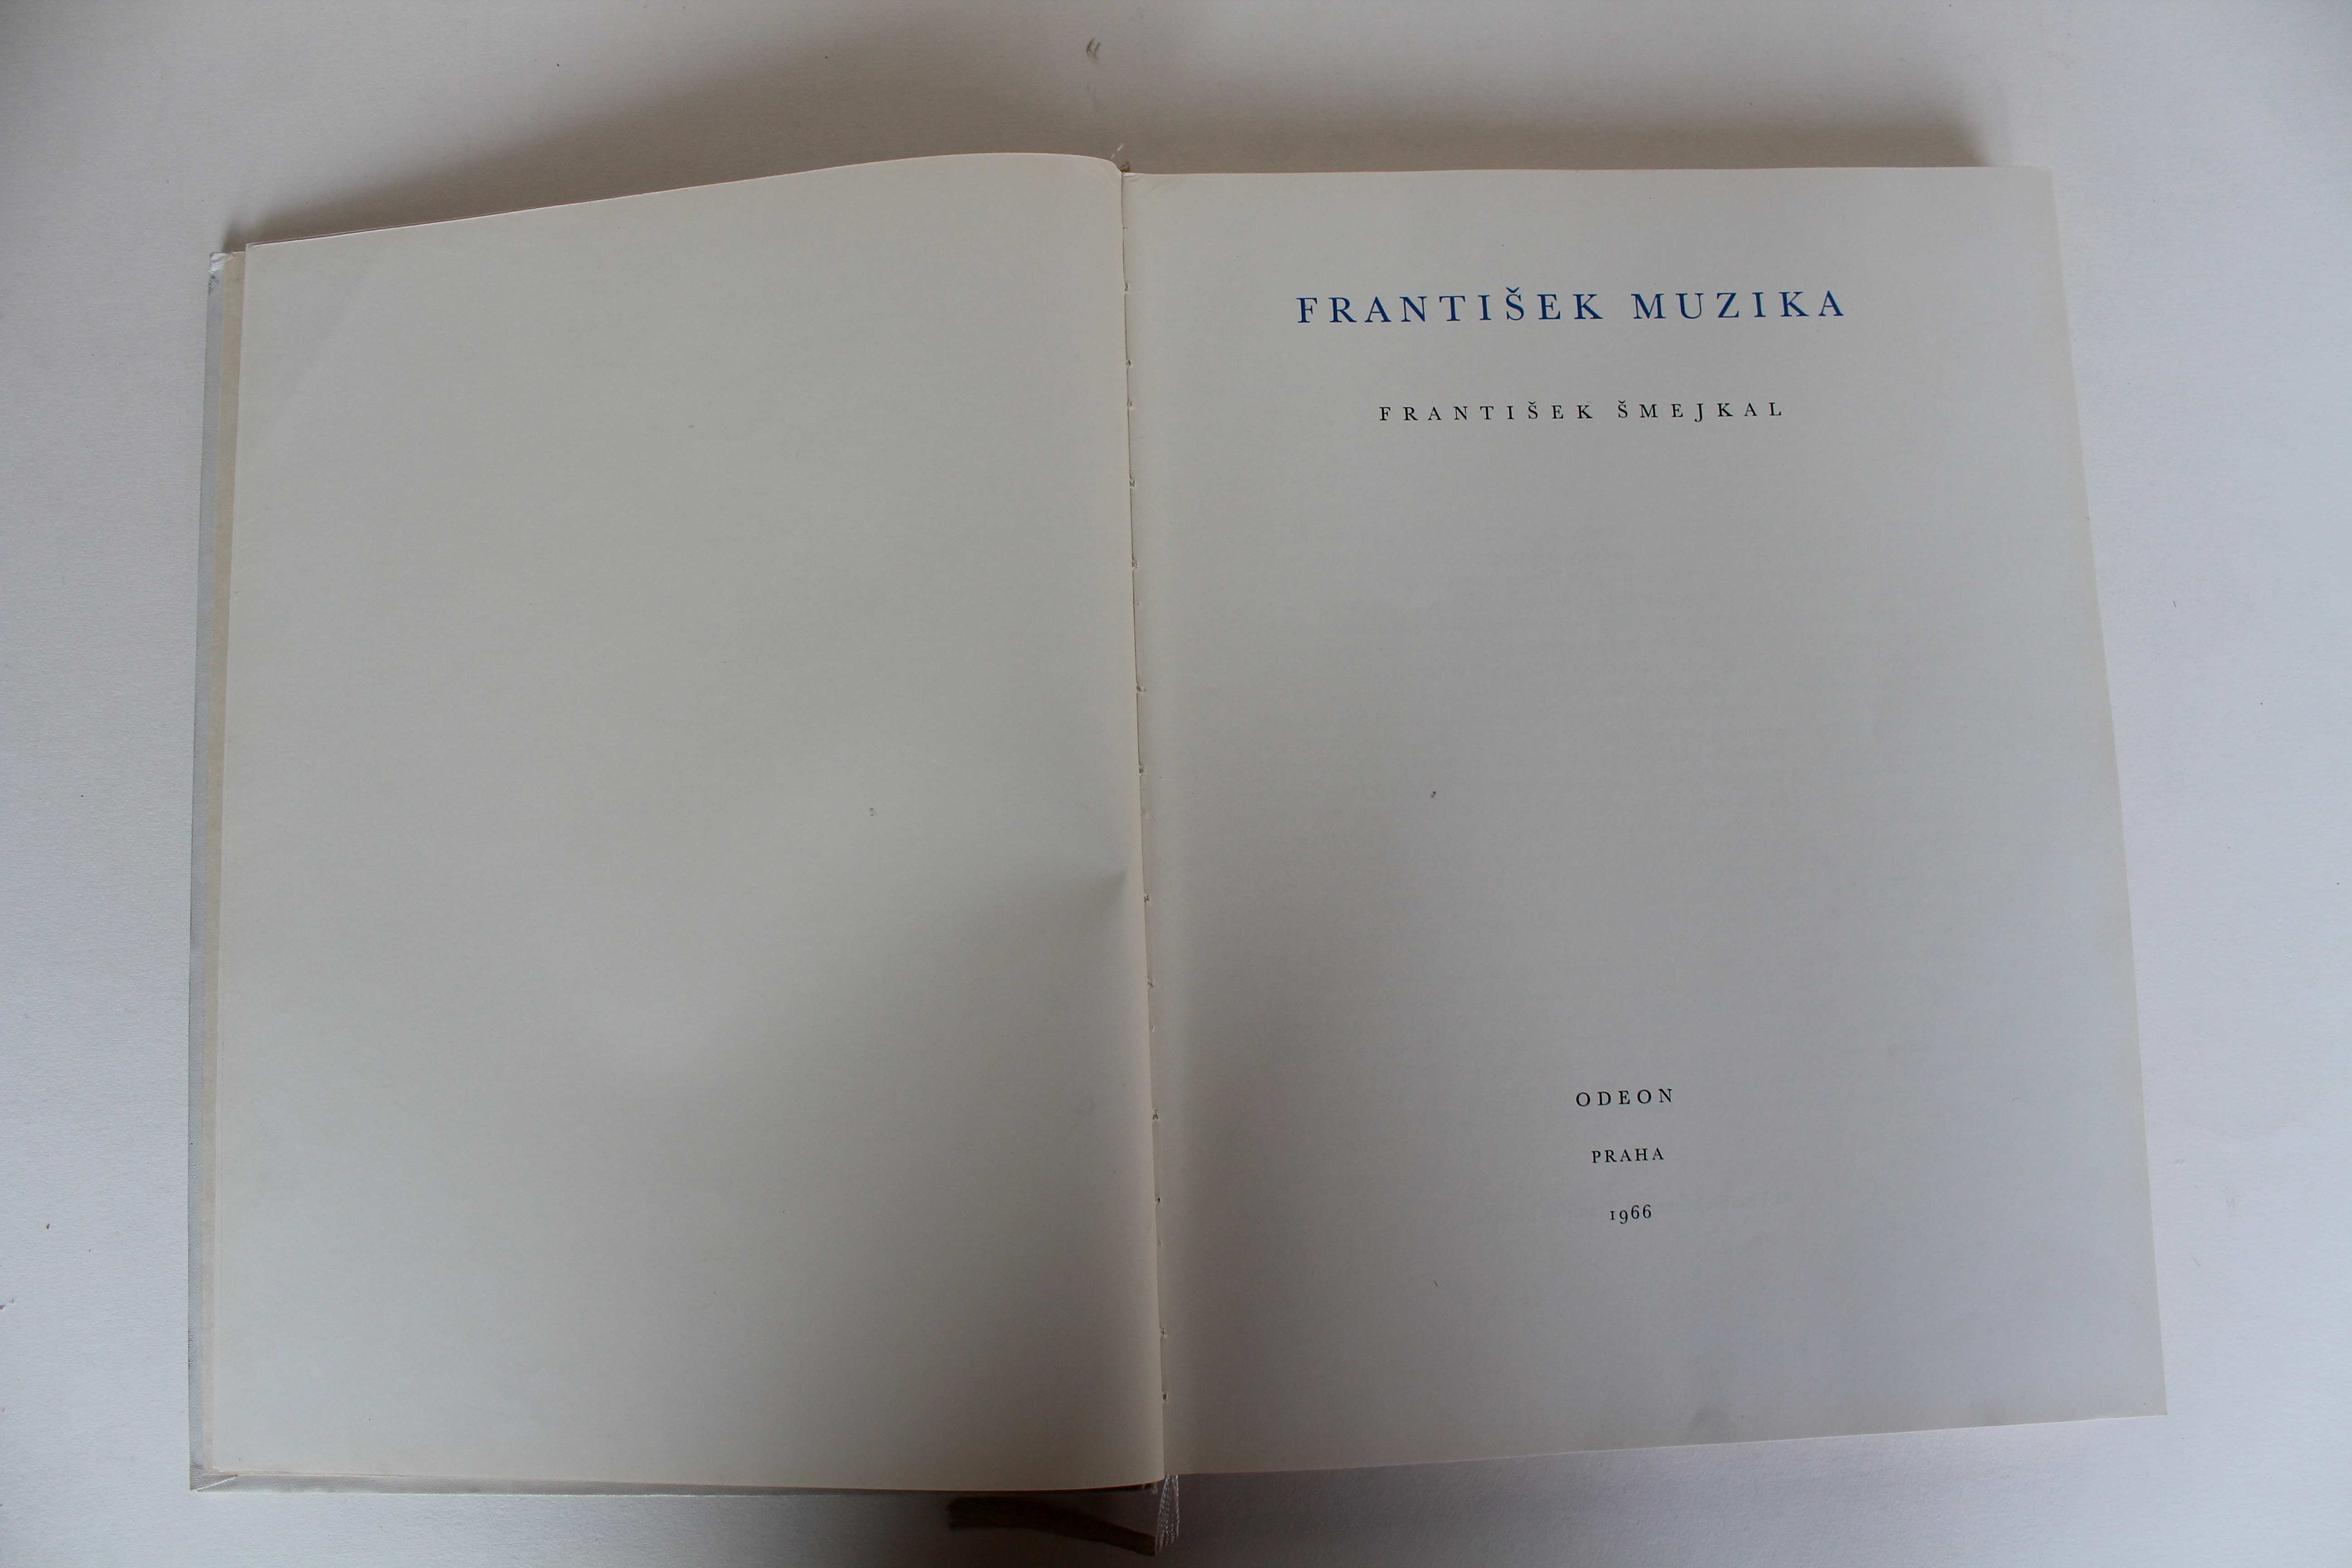 FRANTIŠEK MUZIKA
FRANTIŠEK ŠMEJKAL
ODEON
PRAHA
1966